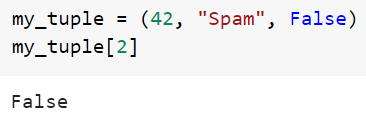 my_tuple = (42, "Spam", False)
my_tuple[2]
False